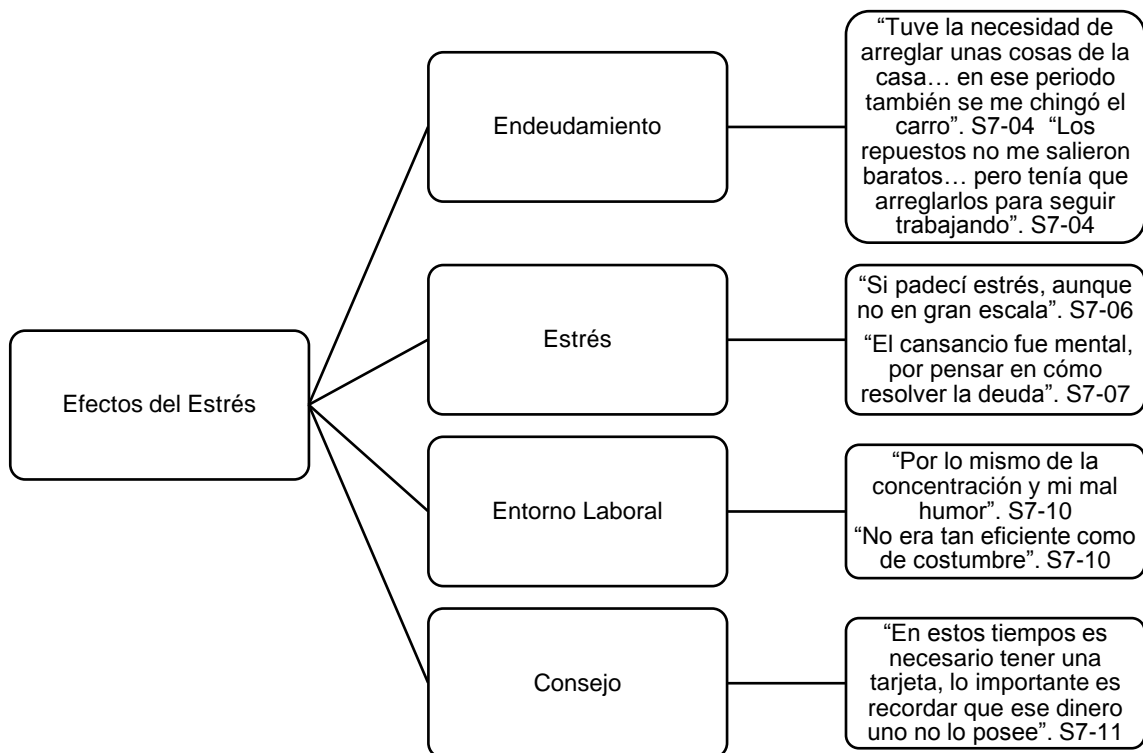 Efectos del Estrés
Endeudamiento
“Tuve la necesidad de
arreglar unas cosas de la
casa… en ese periodo
también se me chingó el
carro”. S7-04 “Los
repuestos no me salieron
baratos… pero tenía que
arreglarlos para seguir
trabajando”. S7-04
Estrés
“Si padecí estrés, aunque
no en gran escala”. S7-06
“El cansancio fue mental,
por pensar en cómo
resolver la deuda”. S7-07
Entorno Laboral
“Por lo mismo de la
concentración y mi mal
humor”. S7-10
“No era tan eficiente como
de costumbre”. S7-10
Consejo
“En estos tiempos es
necesario tener una
tarjeta, lo importante es
recordar que ese dinero
uno no lo posee”. S7-11